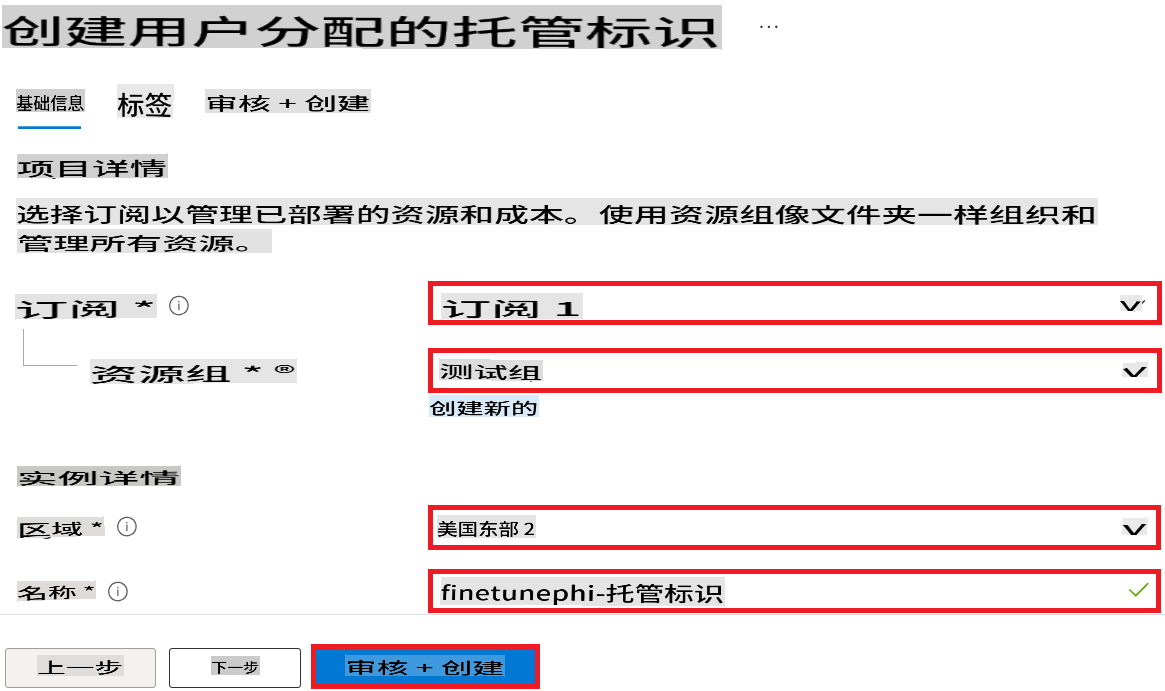 创建用户分配的托管标识 ...
基础信息 标签 审核 + 创建
项目详情
选择订阅以管理已部署的资源和成本。使用资源组像文件夹一样组织和
管理所有资源。
订阅 * 订阅 1
资源组 * ® 测试组
创建新的
实例详情
区域 * 美国东部 2
名称 * finetunephi-托管标识
上一步 下一步 审核 + 创建